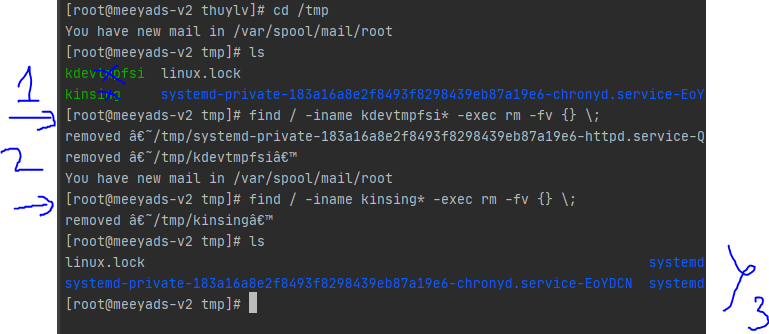 [root@meeyads-v2 thuylv]# cd /tmp
You have new mail in /var/spool/mail/root
[root@meeyads-v2 tmp]# ls
kdevtmpfsi linux.lock
1
kinsing systemd-private-183a16a8e2f8493f8298439eb87a19e6-chronyd.service-EoY
[root@meeyads-v2 tmp]# find / -iname kdevtmpfsi* -exec rm -fv {} \;
removed â€˜/tmp/systemd-private-183a16a8e2f8493f8298439eb87a19e6-httpd.service-Q
2
removed â€˜/tmp/kdevtmpfsiâ€™
You have new mail in /var/spool/mail/root
[root@meeyads-v2 tmp]# find / -iname kinsing* -exec rm -fv {} \;
removed â€˜/tmp/kinsingâ€™
[root@meeyads-v2 tmp]# ls
linux.lock systemd
systemd-private-183a16a8e2f8493f8298439eb87a19e6-chronyd.service-EoYDCN systemd
[root@meeyads-v2 tmp]#
3